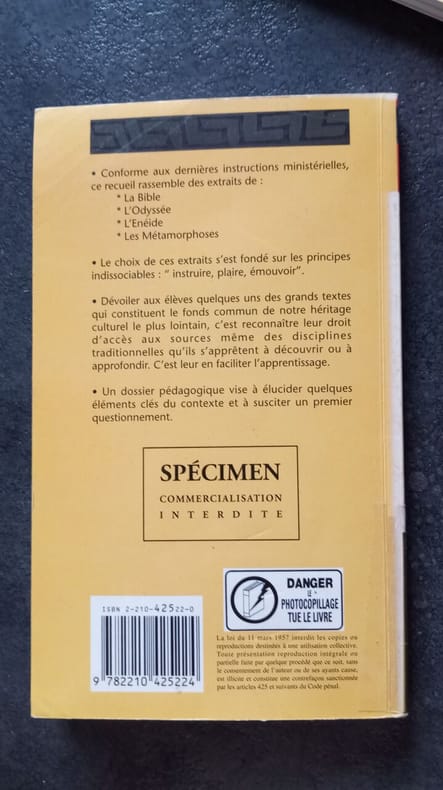 • Conforme aux dernières instructions ministérielles,
ce recueil rassemble des extraits de :
* La Bible
* L'Odyssée
* L'Enéide
* Les Métamorphoses
• Le choix de ces extraits s'est fondé sur les principes
indissociables : " instruire, plaire, émouvoir".
• Dévoiler aux élèves quelques uns des grands textes
qui constituent le fonds commun de notre héritage
culturel le plus lointain, c'est reconnaître leur droit
d'accès aux sources même des disciplines
traditionnelles qu'ils s'apprêtent à découvrir ou à
approfondir. C'est leur en faciliter l'apprentissage.
• Un dossier pédagogique vise à élucider quelques
éléments clés du contexte et à susciter un premier
questionnement.
SPÉCIMEN
COMMERCIALISATION
INTERDITE
ISBN 2-210-42522-0
9 782210 425224
DANGER
LE
PHOTOCOPILLAGE
TUE LE LIVRE
La loi du 11 mars 1957 interdit les copies ou
reproductions destinées à une utilisation collective.
Toute présentation reproduction intégrale ou
partielle faite par quelque procédé que ce soit, sans
le consentement de l'auteur ou de ses ayants cause,
est illicite et constitue une contrefaçon sanctionnée
par les articles 425 et suivants du Code pénal.